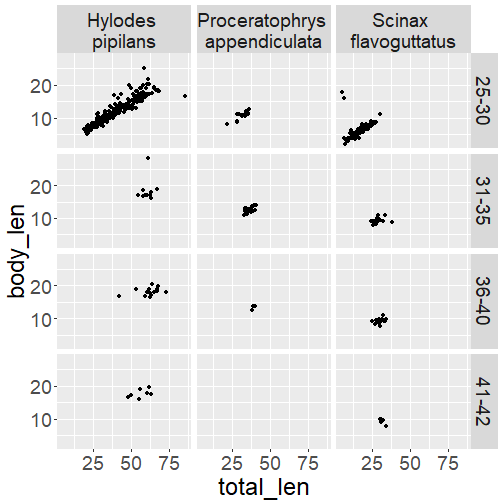 Hylodes pipilans
Proceratophrys appendiculata
Scinax flavoguttatus
20
10
25-30
20
10
31-35
20
10
36-40
20
10
41-42
25 50 75 25 50 75 25 50 75
total_len
body_len